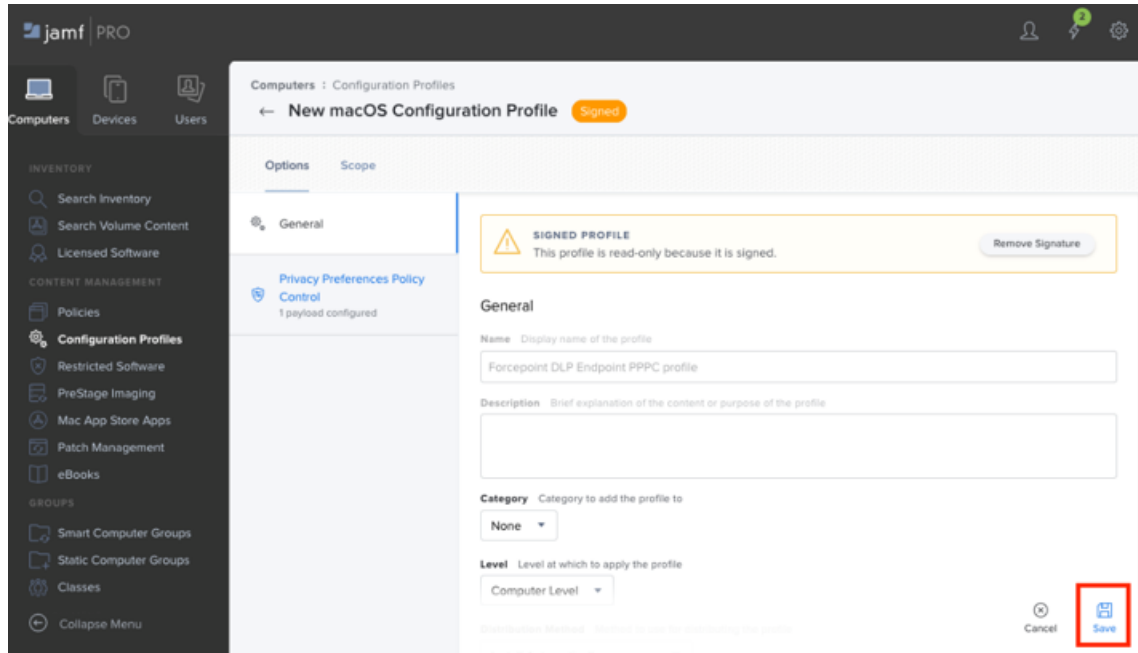 jamf PRO
2
Computers
Devices
Users
INVENTORY
Search Inventory
Search Volume Content
Licensed Software
CONTENT MANAGEMENT
Policies
Configuration Profiles
Restricted Software
PreStage Imaging
Mac App Store Apps
Patch Management
eBooks
GROUPS
Smart Computer Groups
Static Computer Groups
Classes
Collapse Menu
Computers : Configuration Profiles
← New macOS Configuration Profile Signed
Options Scope
General
Privacy Preferences Policy
Control
1 payload configured
SIGNED PROFILE
This profile is read-only because it is signed.
Remove Signature
General
Name Display name of the profile
Forcepoint DLP Endpoint PPPC profile
Description Brief explanation of the content or purpose of the profile
Category Category to add the profile to
None
Level Level at which to apply the profile
Computer Level
Distribution Method
Cancel
Save